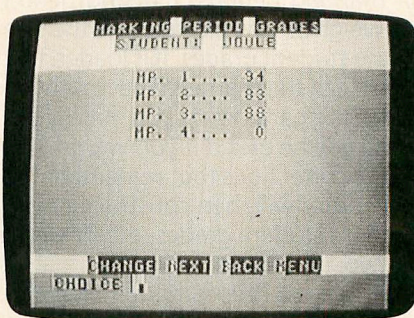 MARKING PERIOD GRADES
STUDENT: JOULE
MP. 1.... 94
MP. 2.... 83
MP. 3.... 88
MP. 4.... 0
CHANGE NEXT BACK MENU
CHOICE